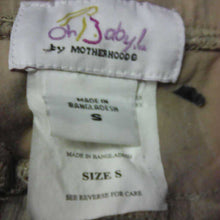 oh Baby!
by MOTHERHOOD®
MADE IN
BANGLADESH
S
MADE IN BANGLADESH
SIZE S
SEE REVERSE FOR CARE